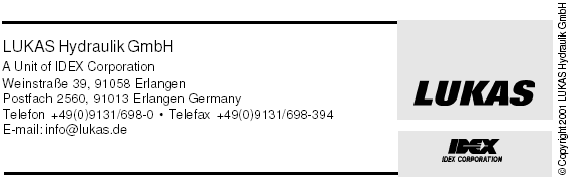 LUKAS Hydraulik GmbH
A Unit of IDEX Corporation
Weinstraße 39, 91058 Erlangen
Postfach 2560, 91013 Erlangen Germany
Telefon +49(0)9131/698-0 • Telefax +49(0)9131/698-394
E-mail: info@lukas.de
LUKAS
IDEX
IDEX CORPORATION
© Copyright 2001 LUKAS Hydraulik GmbH